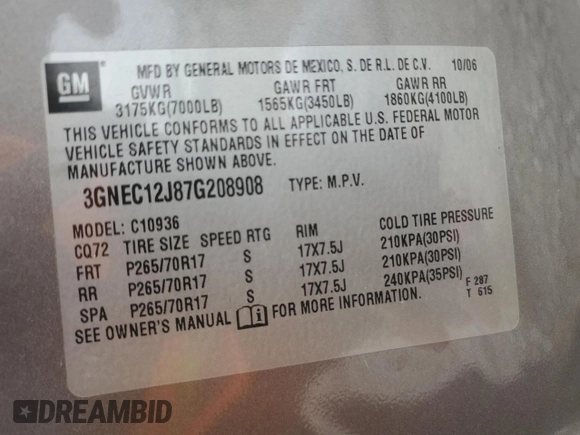 GM
MFD BY GENERAL MOTORS DE MEXICO, S. DE R.L. DE C.V. 10/06
GVWR GAWR FRT GAWR RR
3175KG(7000LB) 1565KG(3450LB) 1860KG(4100LB)
THIS VEHICLE CONFORMS TO ALL APPLICABLE U.S. FEDERAL MOTOR
VEHICLE SAFETY STANDARDS IN EFFECT ON THE DATE OF
MANUFACTURE SHOWN ABOVE.
3GNEC12J87G208908 TYPE: M.P.V.
MODEL: C10936
CQ72 TIRE SIZE SPEED RTG RIM COLD TIRE PRESSURE
FRT P265/70R17 S 17X7.5J 210KPA(30PSI)
RR P265/70R17 S 17X7.5J 210KPA(30PSI)
SPA P265/70R17 S 17X7.5J 240KPA(35PSI)
F 287
T 615
SEE OWNER'S MANUAL FOR MORE INFORMATION.
DREAMBID